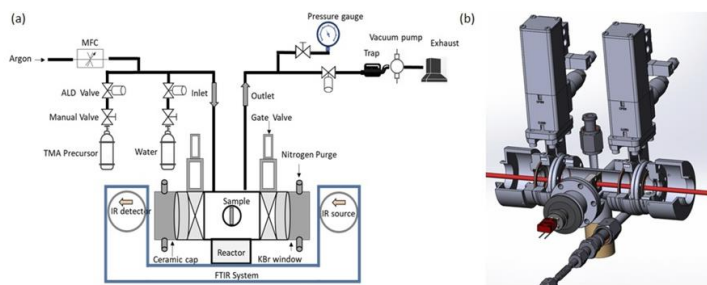 (a)
Pressure gauge
(b)
MFC
Vacuum pump
Exhaust
Trap
Argon
ALD Valve
Inlet
Outlet
Manual Valve
Gate Valve
TMA Precursor
Water
Nitrogen Purge
Sample
IR detector
IR source
Reactor
Ceramic cap
KBr window
FTIR System